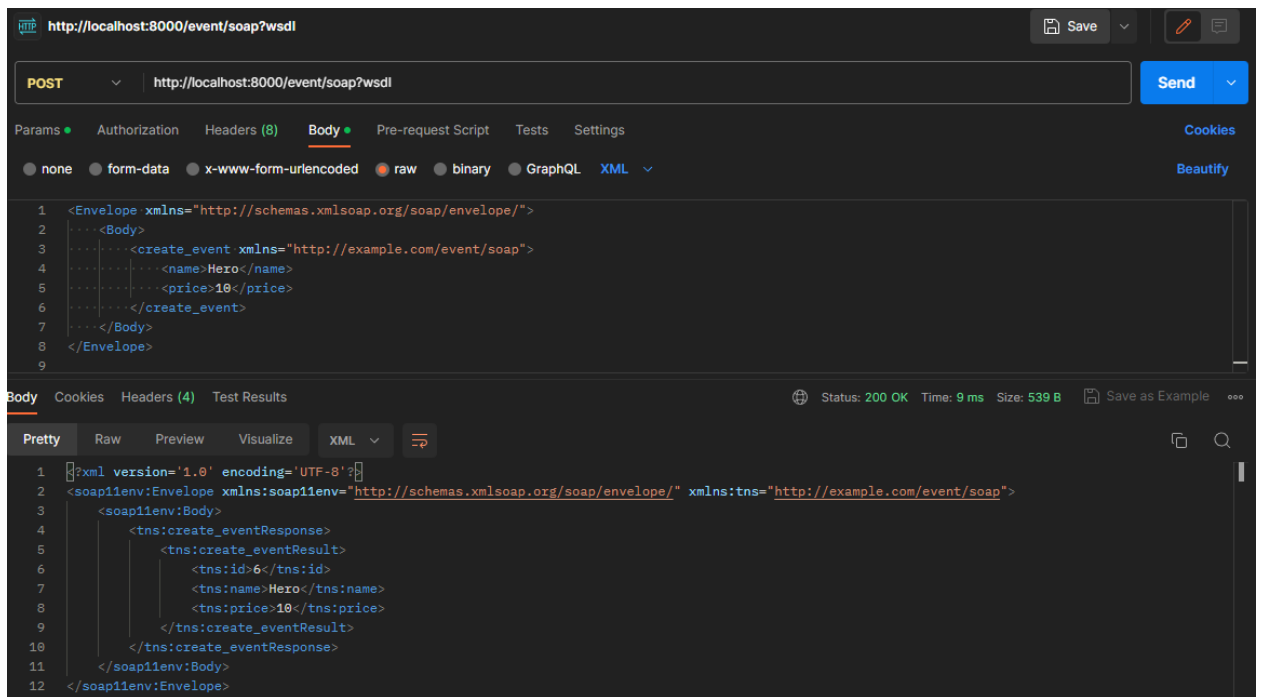 HTTP http://localhost:8000/event/soap?wsdl Save
POST http://localhost:8000/event/soap?wsdl Send
Params Authorization Headers (8) Body Pre-request Script Tests Settings Cookies
none form-data x-www-form-urlencoded raw binary GraphQL XML Beautify
1 <Envelope xmlns="http://schemas.xmlsoap.org/soap/envelope/">
2 ····<Body>
3 ········<create_event xmlns="http://example.com/event/soap">
4 ············<name>Hero</name>
5 ············<price>10</price>
6 ········</create_event>
7 ····</Body>
8 </Envelope>
9
Body Cookies Headers (4) Test Results Status: 200 OK Time: 9 ms Size: 539 B Save as Example
Pretty Raw Preview Visualize XML
1 <?xml version='1.0' encoding='UTF-8'?>
2 <soap11env:Envelope xmlns:soap11env="http://schemas.xmlsoap.org/soap/envelope/" xmlns:tns="http://example.com/event/soap">
3 <soap11env:Body>
4 <tns:create_eventResponse>
5 <tns:create_eventResult>
6 <tns:id>6</tns:id>
7 <tns:name>Hero</tns:name>
8 <tns:price>10</tns:price>
9 </tns:create_eventResult>
10 </tns:create_eventResponse>
11 </soap11env:Body>
12 </soap11env:Envelope>